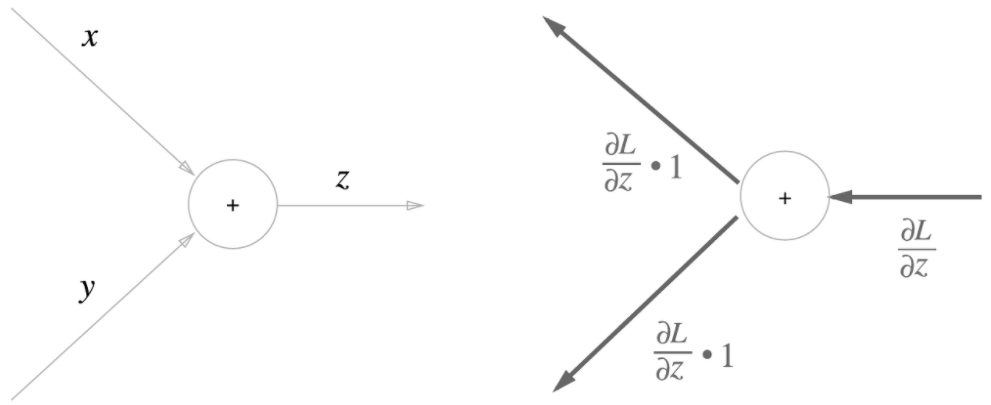 x
+
z
y
∂L/∂z • 1
+
∂L/∂z
∂L/∂z • 1